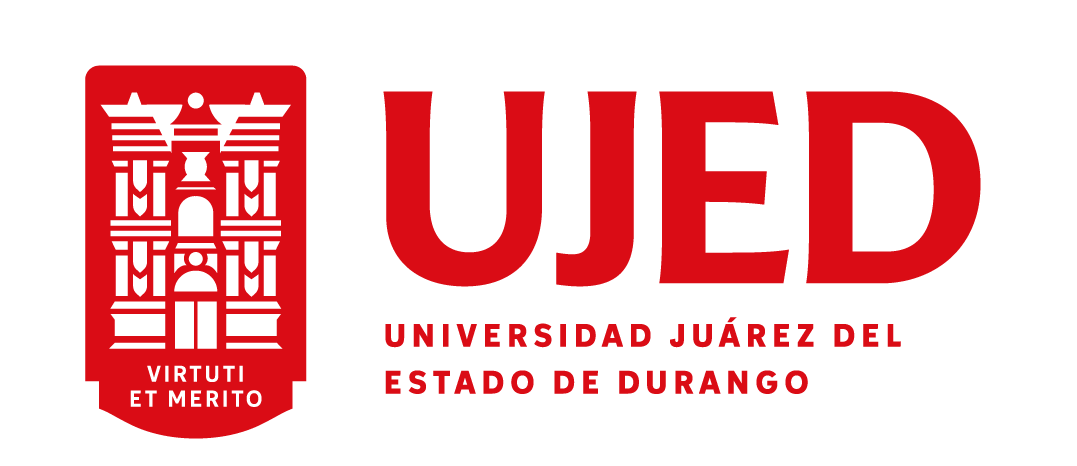 VIRTUTI
ET MERITO
UJED
UNIVERSIDAD JUÁREZ DEL
ESTADO DE DURANGO